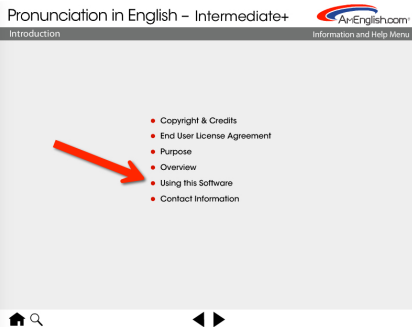 Pronunciation in English – Intermediate+
AMEnglish.com®
Introduction
Information and Help Menu
Copyright & Credits
End User License Agreement
Purpose
Overview
Using this Software
Contact Information